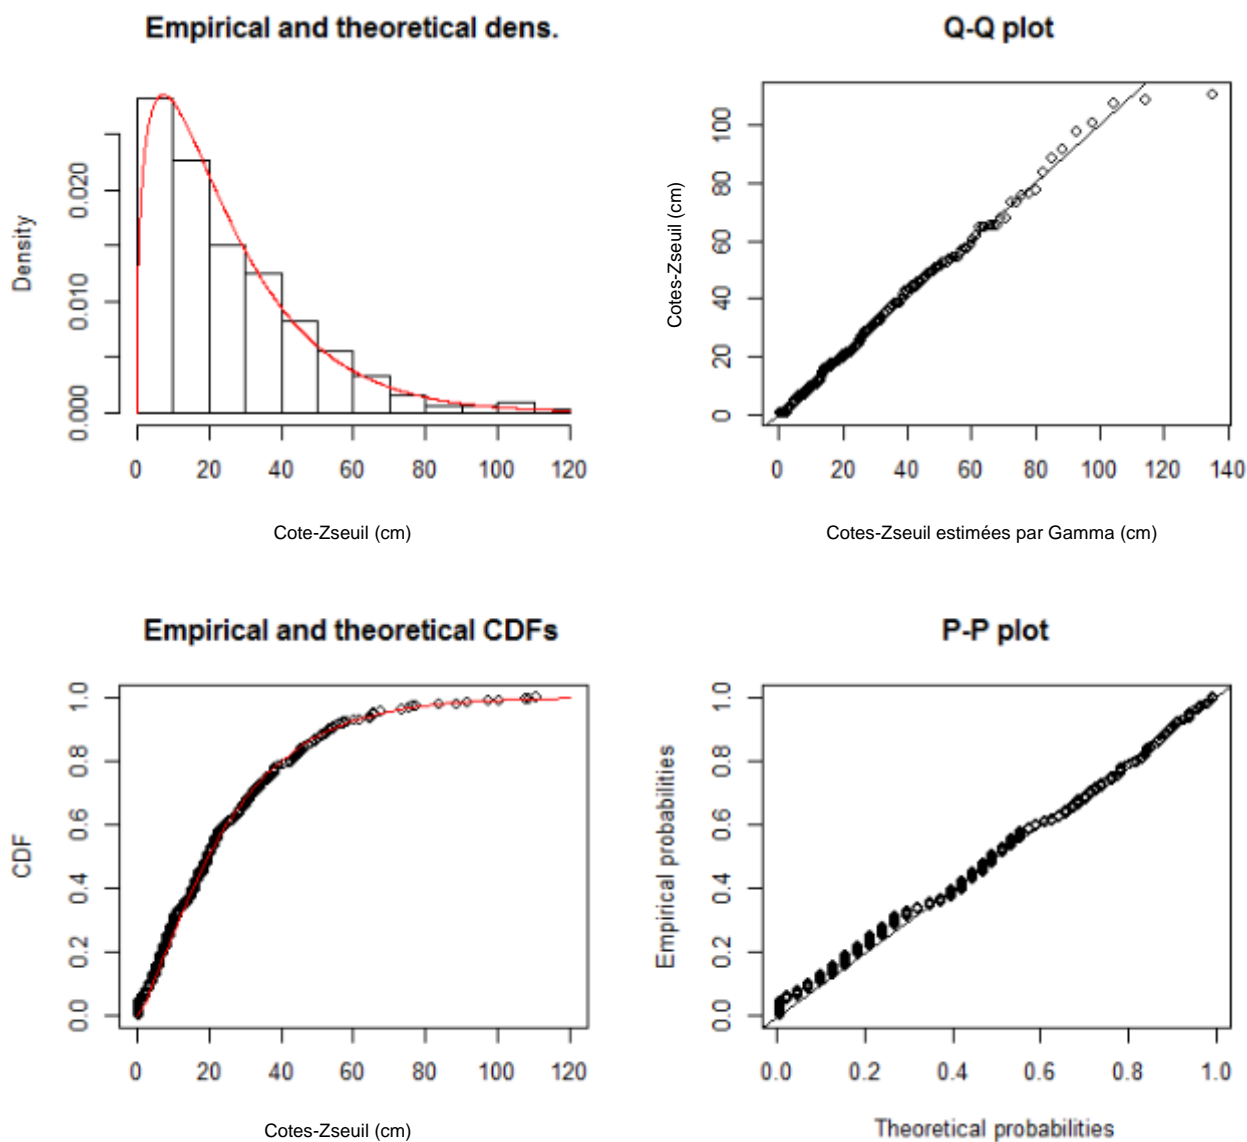 Empirical and theoretical dens.
Density
0.000 0.010 0.020
0 20 40 60 80 100 120
Cote-Zseuil (cm)
Q-Q plot
Cotes-Zseuil (cm)
0 20 40 60 80 100
0 20 40 60 80 100 120 140
Cotes-Zseuil estimées par Gamma (cm)
Empirical and theoretical CDFs
CDF
0.0 0.2 0.4 0.6 0.8 1.0
0 20 40 60 80 100 120
Cotes-Zseuil (cm)
P-P plot
Empirical probabilities
0.0 0.2 0.4 0.6 0.8 1.0
0.0 0.2 0.4 0.6 0.8 1.0
Theoretical probabilities